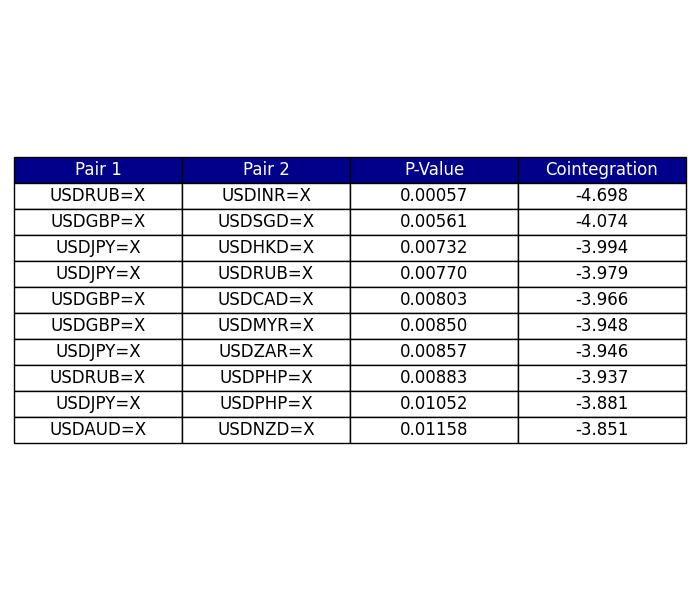 Pair 1 Pair 2 P-Value Cointegration
USDRUB=X USDINR=X 0.00057 -4.698
USDGBP=X USDSGD=X 0.00561 -4.074
USDJPY=X USDHKD=X 0.00732 -3.994
USDJPY=X USDRUB=X 0.00770 -3.979
USDGBP=X USDCAD=X 0.00803 -3.966
USDGBP=X USDMYR=X 0.00850 -3.948
USDJPY=X USDZAR=X 0.00857 -3.946
USDRUB=X USDPHP=X 0.00883 -3.937
USDJPY=X USDPHP=X 0.01052 -3.881
USDAUD=X USDNZD=X 0.01158 -3.851